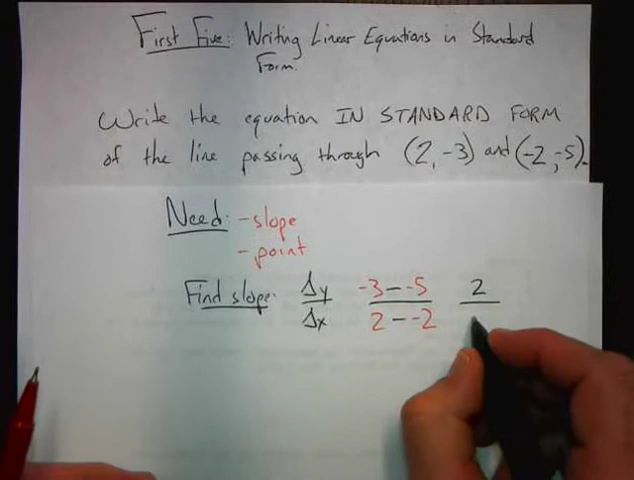 First Five: Writing Linear Equations in Standard
Form.
Write the equation IN STANDARD FORM
of the line passing through (2, -3) and (-2, -5).
Need: - slope
- point
Find slope: Δy/Δx (-3 - -5)/(2 - -2) 2/